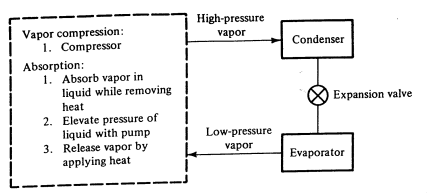 Vapor compression:
1. Compressor
Absorption:
1. Absorb vapor in
liquid while removing
heat
2. Elevate pressure of
liquid with pump
3. Release vapor by
applying heat
High-pressure
vapor
Condenser
Expansion valve
Low-pressure
vapor
Evaporator